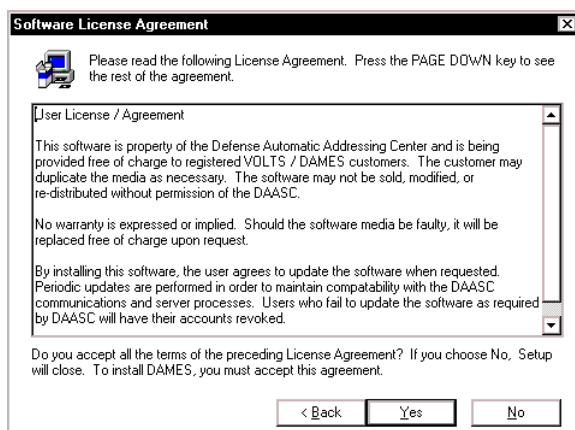 Software License Agreement
Please read the following License Agreement. Press the PAGE DOWN key to see
the rest of the agreement.
User License / Agreement
This software is property of the Defense Automatic Addressing Center and is being
provided free of charge to registered VOLTS / DAMES customers. The customer may
duplicate the media as necessary. The software may not be sold, modified, or
re-distributed without permission of the DAASC.
No warranty is expressed or implied. Should the software media be faulty, it will be
replaced free of charge upon request.
By installing this software, the user agrees to update the software when requested.
Periodic updates are performed in order to maintain compatability with the DAASC
communications and server processes. Users who fail to update the software as required
by DAASC will have their accounts revoked.
Do you accept all the terms of the preceding License Agreement? If you choose No, Setup
will close. To install DAMES, you must accept this agreement.
< Back Yes No